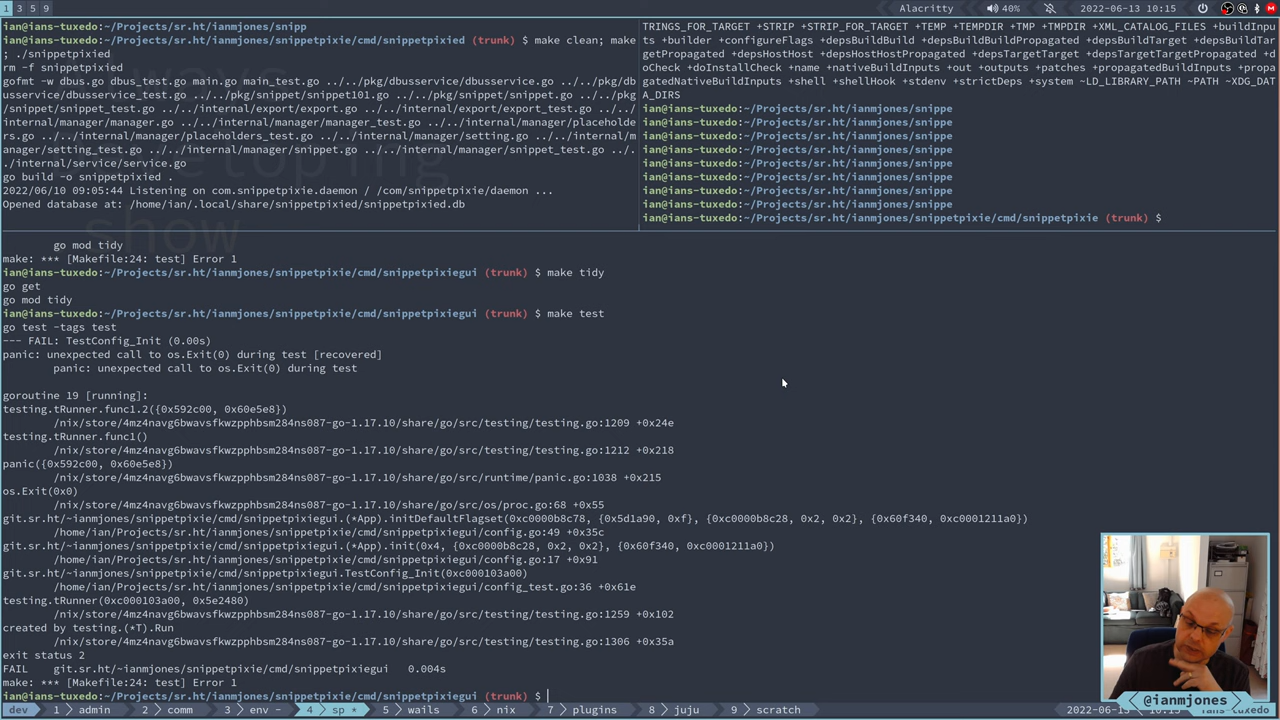 1 3 5 9
Alacritty
40%
2022-06-13 10:15
ian@ians-tuxedo:~/Projects/sr.ht/ianmjones/snipp
ian@ians-tuxedo:~/Projects/sr.ht/ianmjones/snippetpixie/cmd/snippetpixied (trunk) $ make clean; make
; ./snippetpixied
rm -f snippetpixied
gofmt -w dbus.go dbus_test.go main.go main_test.go ../../pkg/dbusservice/dbusservice.go ../../pkg/db
usservice/dbusservice_test.go ../../pkg/snippet/snippet101.go ../../pkg/snippet/snippet.go ../../pkg
/snippet/snippet_test.go ../../internal/export/export.go ../../internal/export/export_test.go ../../
internal/manager/manager.go ../../internal/manager/manager_test.go ../../internal/manager/placeholde
rs.go ../../internal/manager/placeholders_test.go ../../internal/manager/setting.go ../../internal/m
anager/setting_test.go ../../internal/manager/snippet.go ../../internal/manager/snippet_test.go ../.
./internal/service/service.go
go build -o snippetpixied .
2022/06/10 09:05:44 Listening on com.snippetpixie.daemon / /com/snippetpixie/daemon ...
Opened database at: /home/ian/.local/share/snippetpixied/snippetpixied.db
show
TRINGS_FOR_TARGET +STRIP +STRIP_FOR_TARGET +TEMP +TEMPDIR +TMP +TMPDIR +XML_CATALOG_FILES +buildInpu
ts +builder +configureFlags +depsBuildBuild +depsBuildBuildPropagated +depsBuildTarget +depsBuildTar
getPropagated +depsHostHost +depsHostHostPropagated +depsTargetTarget +depsTargetTargetPropagated +d
oCheck +doInstallCheck +name +nativeBuildInputs +out +outputs +patches +propagatedBuildInputs +propa
gatedNativeBuildInputs +shell +shellHook +stdenv +strictDeps +system ~LD_LIBRARY_PATH ~PATH ~XDG_DAT
A_DIRS
ian@ians-tuxedo:~/Projects/sr.ht/ianmjones/snippe
ian@ians-tuxedo:~/Projects/sr.ht/ianmjones/snippe
ian@ians-tuxedo:~/Projects/sr.ht/ianmjones/snippe
ian@ians-tuxedo:~/Projects/sr.ht/ianmjones/snippe
ian@ians-tuxedo:~/Projects/sr.ht/ianmjones/snippe
ian@ians-tuxedo:~/Projects/sr.ht/ianmjones/snippe
ian@ians-tuxedo:~/Projects/sr.ht/ianmjones/snippe
ian@ians-tuxedo:~/Projects/sr.ht/ianmjones/snippe
ian@ians-tuxedo:~/Projects/sr.ht/ianmjones/snippetpixie/cmd/snippetpixie (trunk) $
go mod tidy
make: *** [Makefile:24: test] Error 1
ian@ians-tuxedo:~/Projects/sr.ht/ianmjones/snippetpixie/cmd/snippetpixiegui (trunk) $ make tidy
go get
go mod tidy
ian@ians-tuxedo:~/Projects/sr.ht/ianmjones/snippetpixie/cmd/snippetpixiegui (trunk) $ make test
go test -tags test
--- FAIL: TestConfig_Init (0.00s)
panic: unexpected call to os.Exit(0) during test [recovered]
panic: unexpected call to os.Exit(0) during test
goroutine 19 [running]:
testing.tRunner.func1.2({0x592c00, 0x60e5e8})
/nix/store/4mz4navg6bwavsfkwzpphbsm284ns087-go-1.17.10/share/go/src/testing/testing.go:1209 +0x24e
testing.tRunner.func1()
/nix/store/4mz4navg6bwavsfkwzpphbsm284ns087-go-1.17.10/share/go/src/testing/testing.go:1212 +0x218
panic({0x592c00, 0x60e5e8})
/nix/store/4mz4navg6bwavsfkwzpphbsm284ns087-go-1.17.10/share/go/src/runtime/panic.go:1038 +0x215
os.Exit(0x0)
/nix/store/4mz4navg6bwavsfkwzpphbsm284ns087-go-1.17.10/share/go/src/os/proc.go:68 +0x55
git.sr.ht/~ianmjones/snippetpixie/cmd/snippetpixiegui.(*App).initDefaultFlagset(0xc0000b8c78, {0x5d1a90, 0xf}, {0xc0000b8c28, 0x2, 0x2}, {0x60f340, 0xc0001211a0})
/home/ian/Projects/sr.ht/ianmjones/snippetpixie/cmd/snippetpixiegui/config.go:49 +0x35c
git.sr.ht/~ianmjones/snippetpixie/cmd/snippetpixiegui.(*App).init(0x4, {0xc0000b8c28, 0x2, 0x2}, {0x60f340, 0xc0001211a0})
/home/ian/Projects/sr.ht/ianmjones/snippetpixie/cmd/snippetpixiegui/config.go:17 +0x91
git.sr.ht/~ianmjones/snippetpixie/cmd/snippetpixiegui.TestConfig_Init(0xc000103a00)
/home/ian/Projects/sr.ht/ianmjones/snippetpixie/cmd/snippetpixiegui/config_test.go:36 +0x61e
testing.tRunner(0xc000103a00, 0x5e2480)
/nix/store/4mz4navg6bwavsfkwzpphbsm284ns087-go-1.17.10/share/go/src/testing/testing.go:1259 +0x102
created by testing.(*T).Run
/nix/store/4mz4navg6bwavsfkwzpphbsm284ns087-go-1.17.10/share/go/src/testing/testing.go:1306 +0x35a
exit status 2
FAIL git.sr.ht/~ianmjones/snippetpixie/cmd/snippetpixiegui 0.004s
make: *** [Makefile:24: test] Error 1
ian@ians-tuxedo:~/Projects/sr.ht/ianmjones/snippetpixie/cmd/snippetpixiegui (trunk) $
dev 1 admin 2 comm 3 env - 4 sp * 5 wails 6 nix 7 plugins 8 juju 9 scratch
2022-06-13
@ianmjones